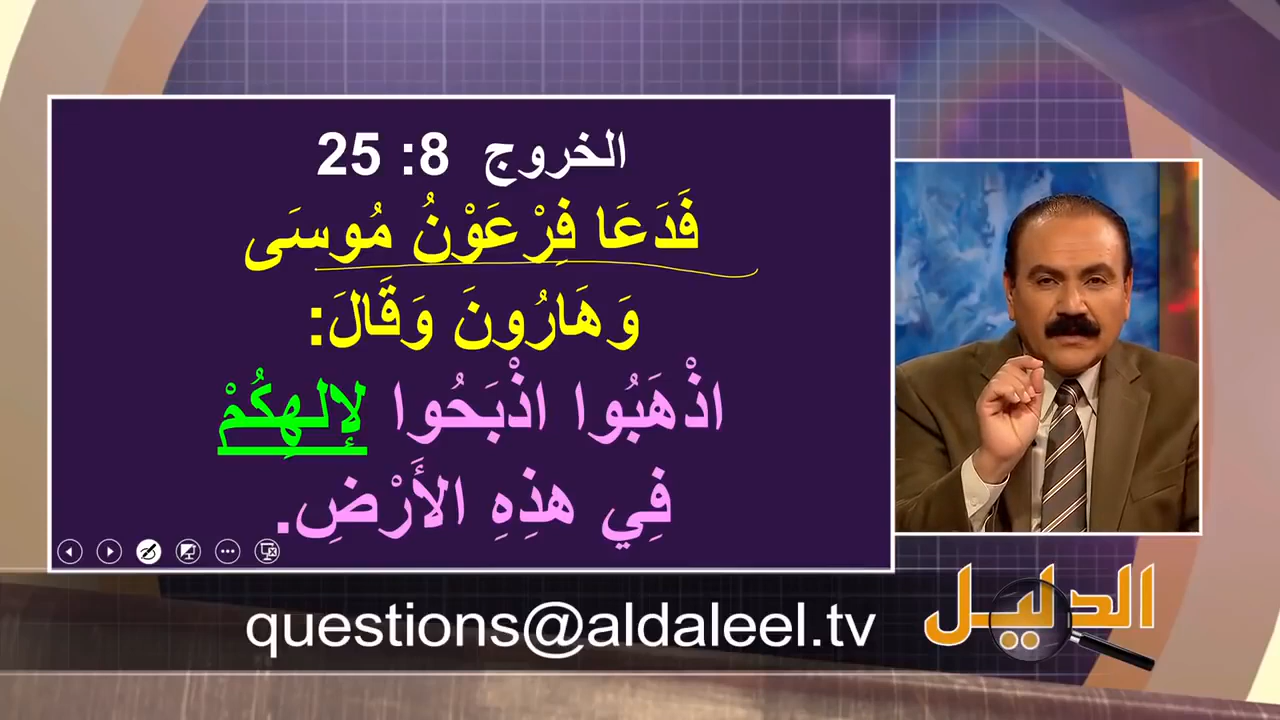 الخروج 8: 25
فَدَعَا فِرْعَوْنُ مُوسَى
وَهَارُونَ وَقَالَ:
اذْهَبُوا اذْبَحُوا لإِلهِكُمْ
فِي هذِهِ الأَرْضِ.
questions@aldaleel.tv
الدليل